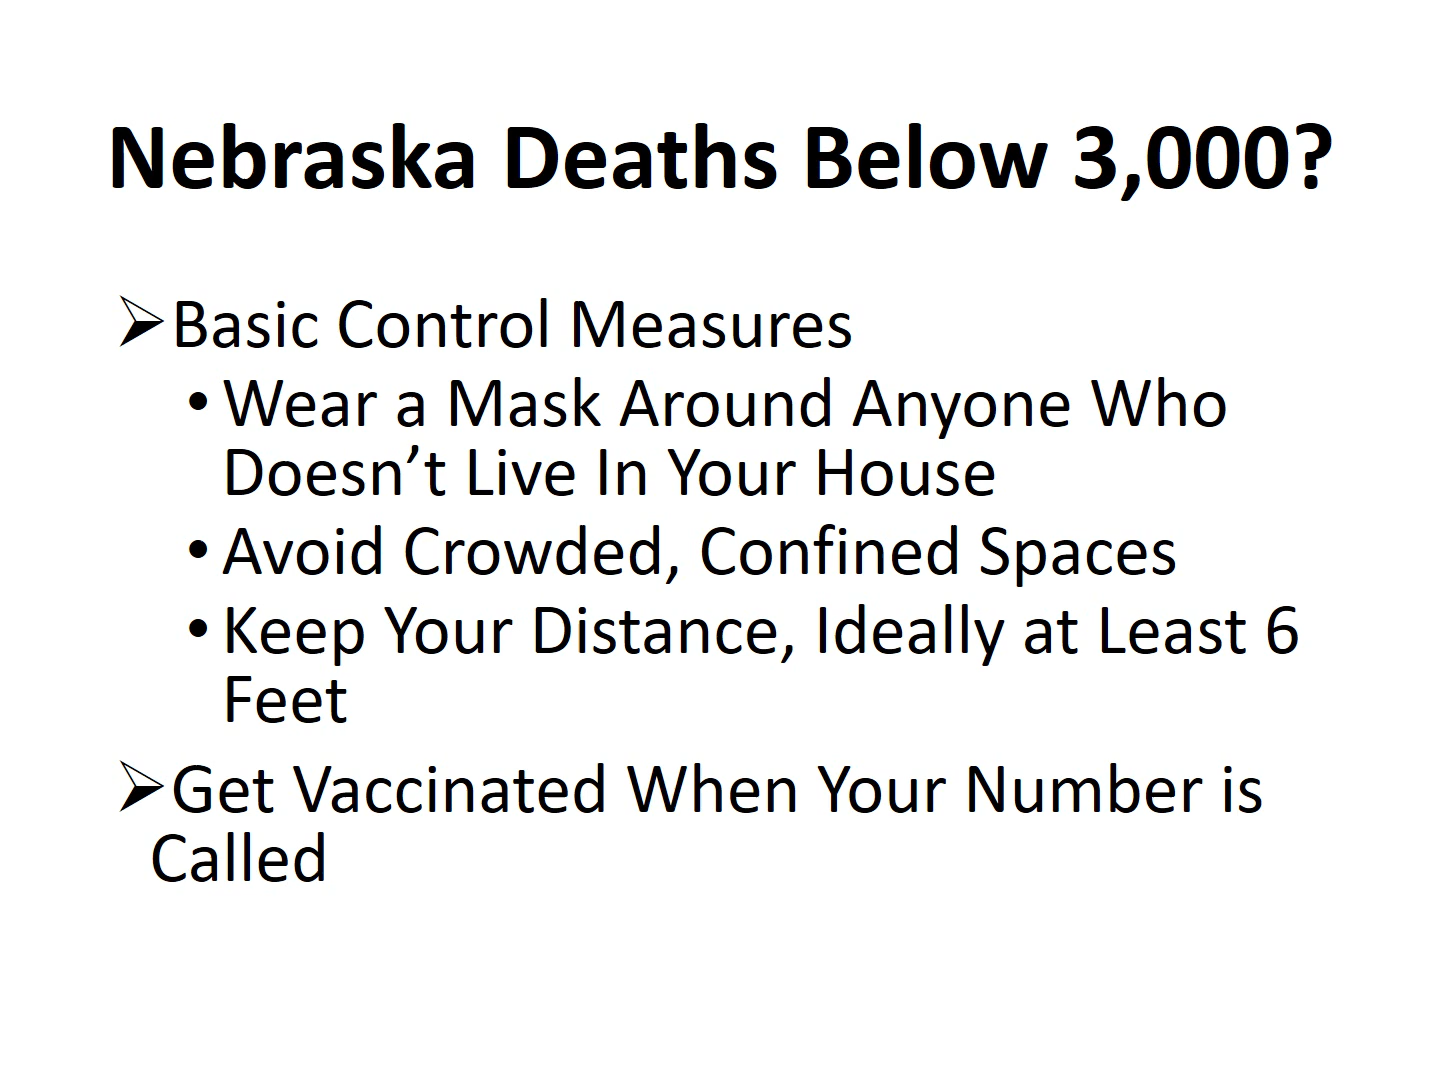 Nebraska Deaths Below 3,000?
➢Basic Control Measures
• Wear a Mask Around Anyone Who
Doesn’t Live In Your House
• Avoid Crowded, Confined Spaces
• Keep Your Distance, Ideally at Least 6
Feet
➢Get Vaccinated When Your Number is
Called